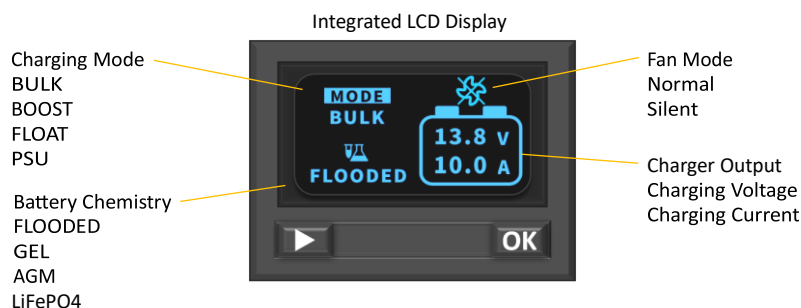 Integrated LCD Display
Charging Mode
BULK
BOOST
FLOAT
PSU
Battery Chemistry
FLOODED
GEL
AGM
LiFePO4
MODE
BULK
FLOODED
13.8 V
10.0 A
OK
Fan Mode
Normal
Silent
Charger Output
Charging Voltage
Charging Current